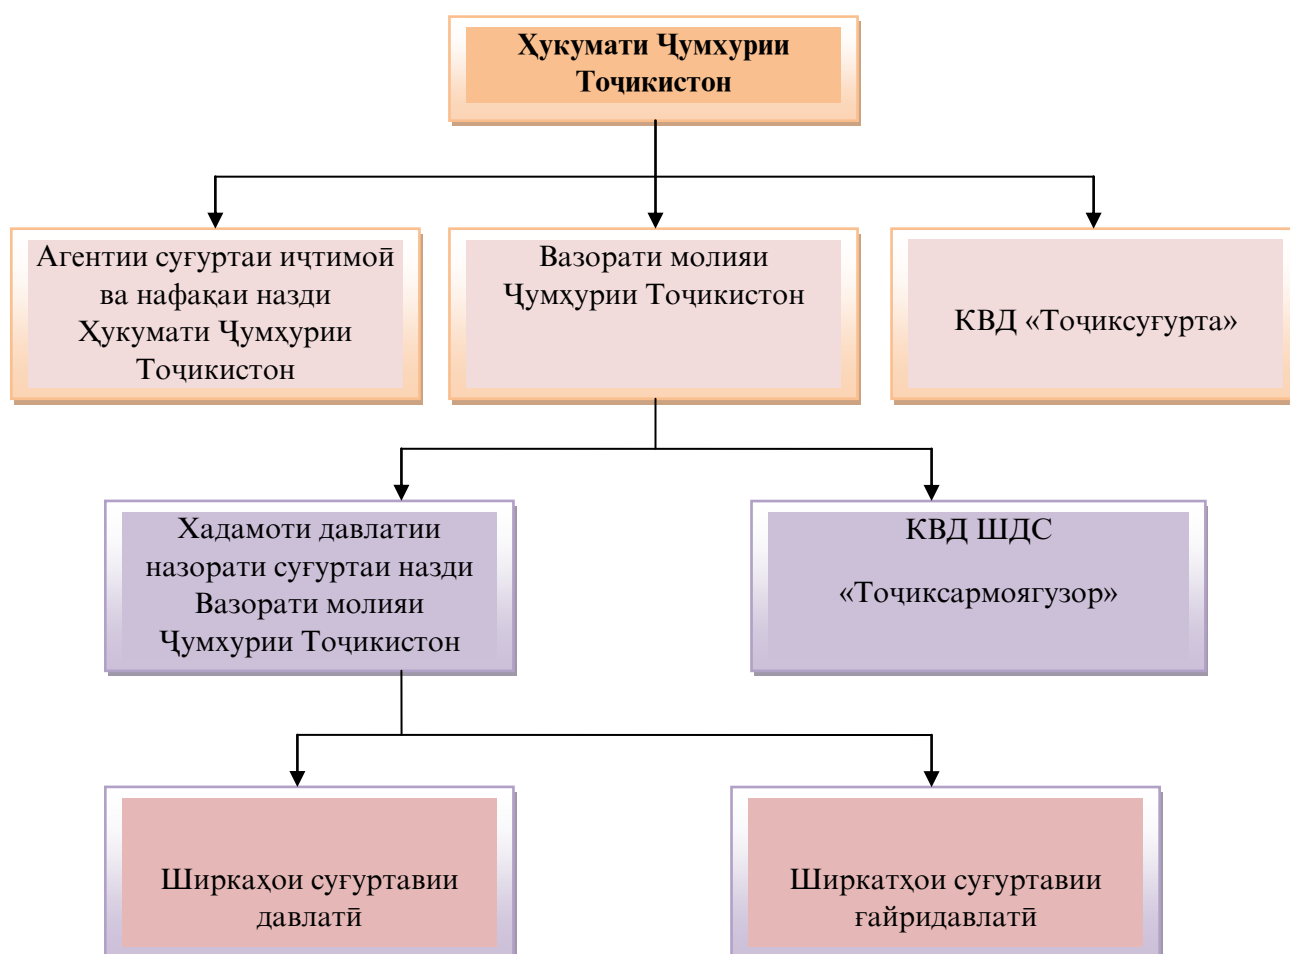 Ҳукумати Ҷумхурии
Тоҷикистон
Агентии суғуртаи иҷтимоӣ
ва нафақаи назди
Ҳукумати Ҷумҳурии
Тоҷикистон
Вазорати молияи
Ҷумҳурии Тоҷикистон
КВД «Тоҷиксуғурта»
Хадамоти давлатии
назорати суғуртаи назди
Вазорати молияи
Ҷумхурии Тоҷикистон
КВД ШДС
«Тоҷиксармоягузор»
Ширкаҳои суғуртавии
давлатӣ
Ширкатҳои суғуртавии
ғайридавлатӣ